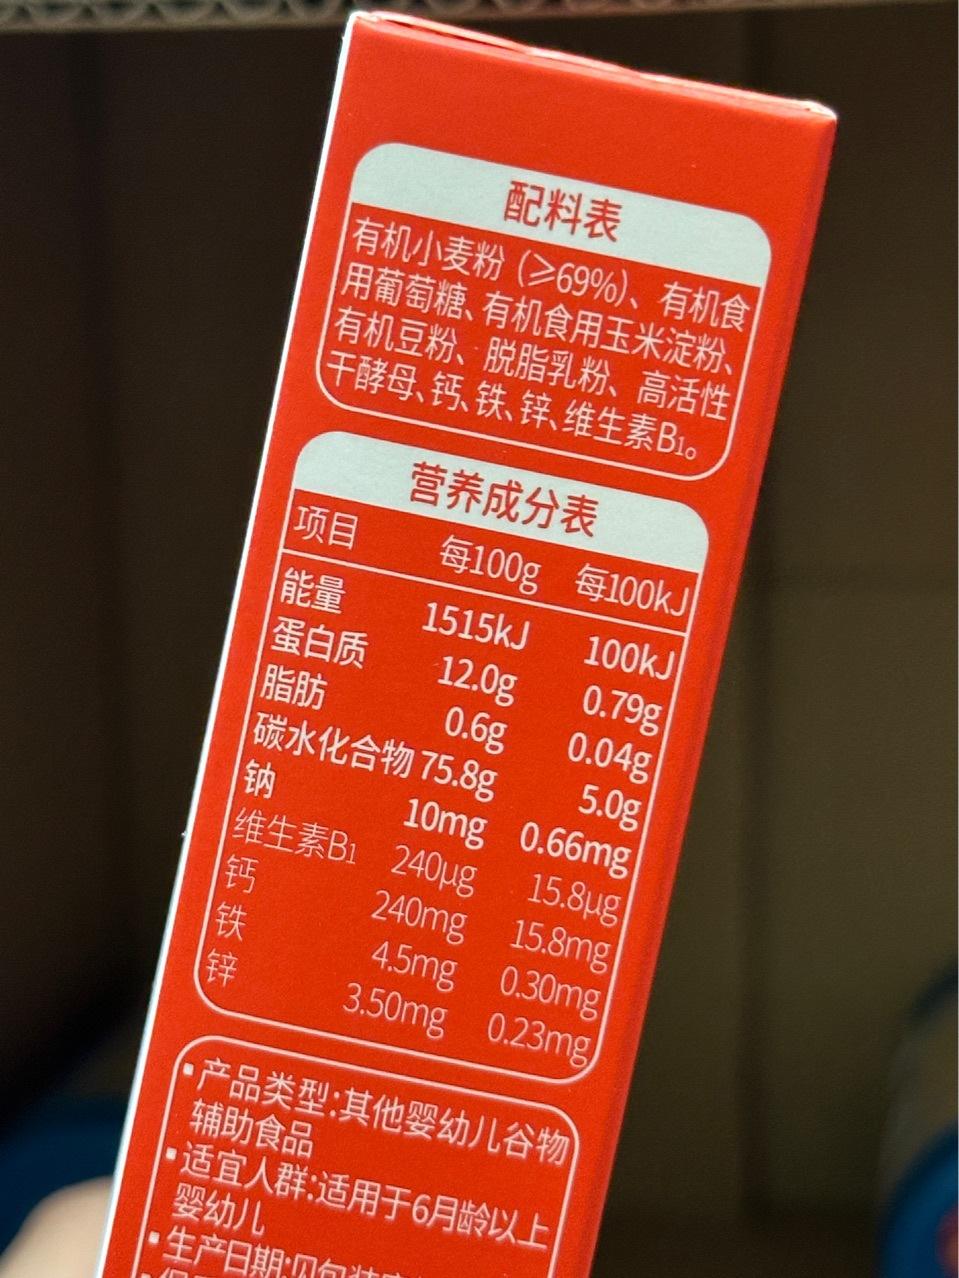 配料表
有机小麦粉（≥69%）、有机食
用葡萄糖、有机食用玉米淀粉、
有机豆粉、脱脂乳粉、高活性
干酵母、钙、铁、锌、维生素B₁。
营养成分表
项目 每100g 每100kJ
能量 1515kJ 100kJ
蛋白质 12.0g 0.79g
脂肪 0.6g 0.04g
碳水化合物 75.8g 5.0g
钠 10mg 0.66mg
维生素B₁ 240μg 15.8μg
钙 240mg 15.8mg
铁 4.5mg 0.30mg
锌 3.50mg 0.23mg
▪产品类型:其他婴幼儿谷物
辅助食品
▪适宜人群:适用于6月龄以上
婴幼儿
▪生产日期:见包装